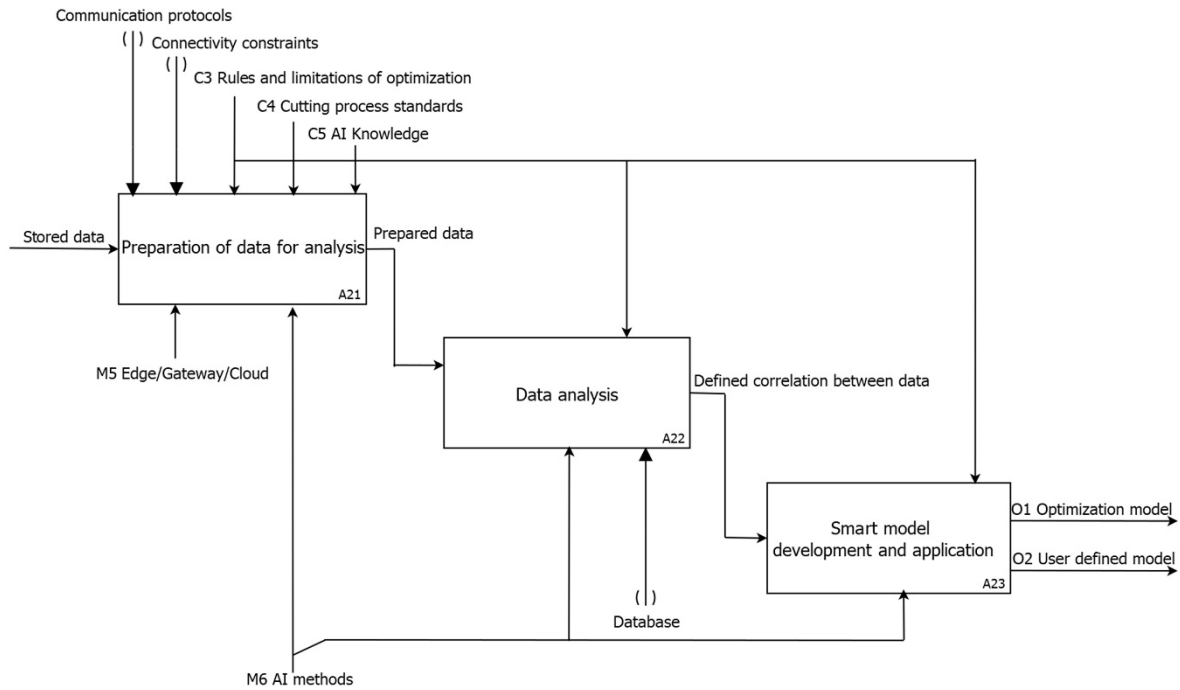 Communication protocols
( )
Connectivity constraints
( )
C3 Rules and limitations of optimization
C4 Cutting process standards
C5 AI Knowledge
Stored data
Preparation of data for analysis
A21
Prepared data
M5 Edge/Gateway/Cloud
Data analysis
A22
Defined correlation between data
Smart model
development and application
A23
O1 Optimization model
O2 User defined model
( )
Database
M6 AI methods